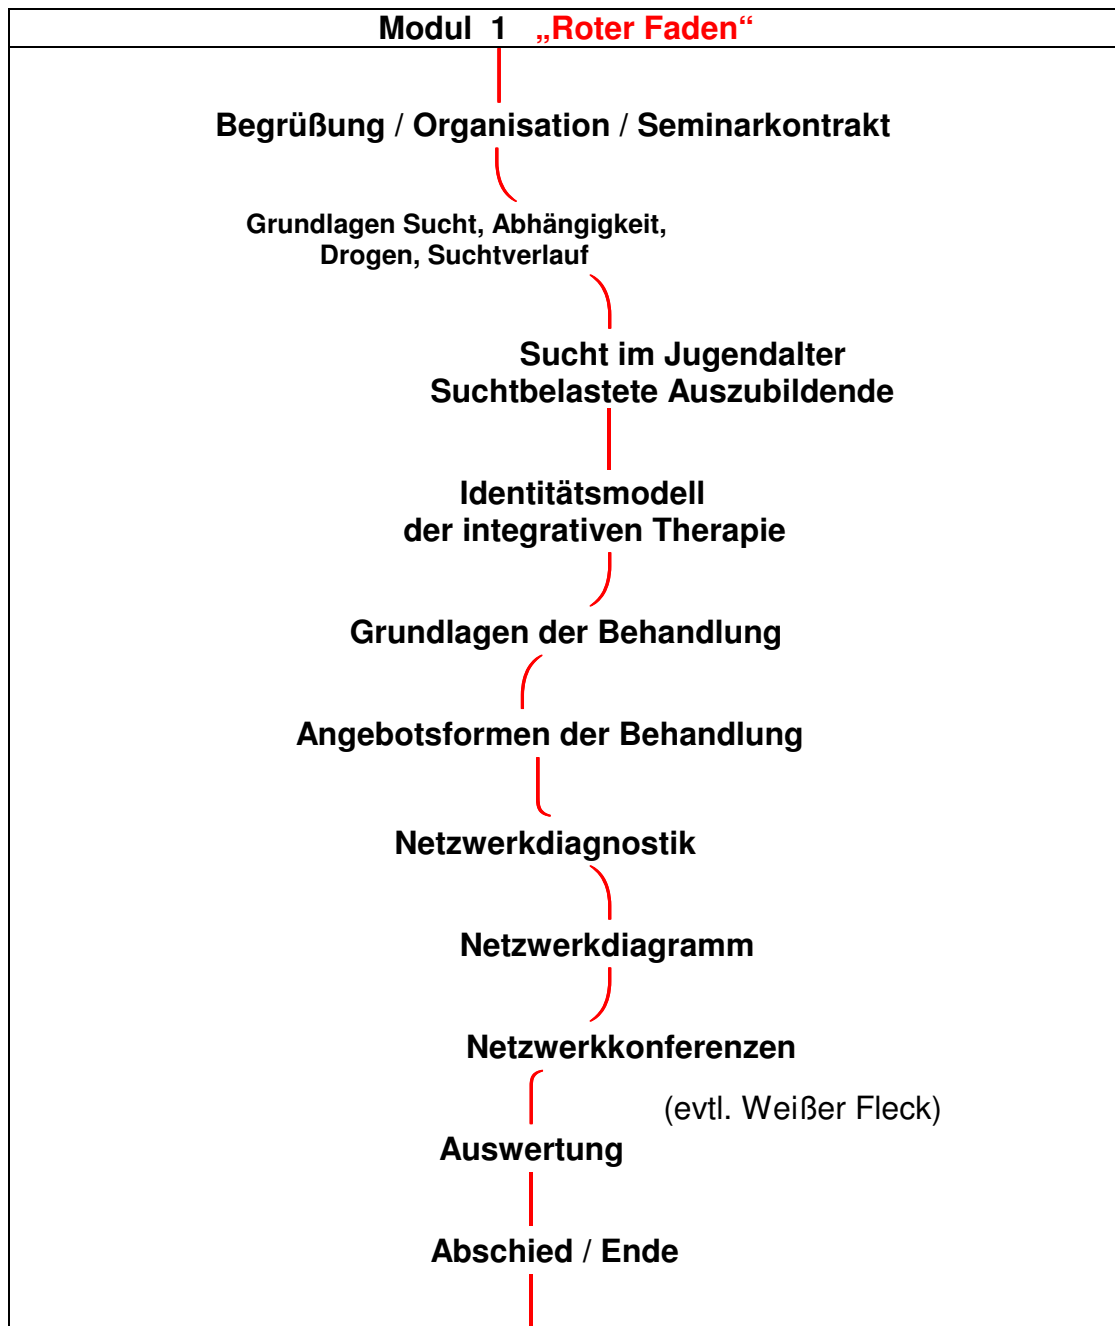 Modul 1 „Roter Faden“
Begrüßung / Organisation / Seminarkontrakt
Grundlagen Sucht, Abhängigkeit,
Drogen, Suchtverlauf
Sucht im Jugendalter
Suchtbelastete Auszubildende
Identitätsmodell
der integrativen Therapie
Grundlagen der Behandlung
Angebotsformen der Behandlung
Netzwerkdiagnostik
Netzwerkdiagramm
Netzwerkkonferenzen
(evtl. Weißer Fleck)
Auswertung
Abschied / Ende